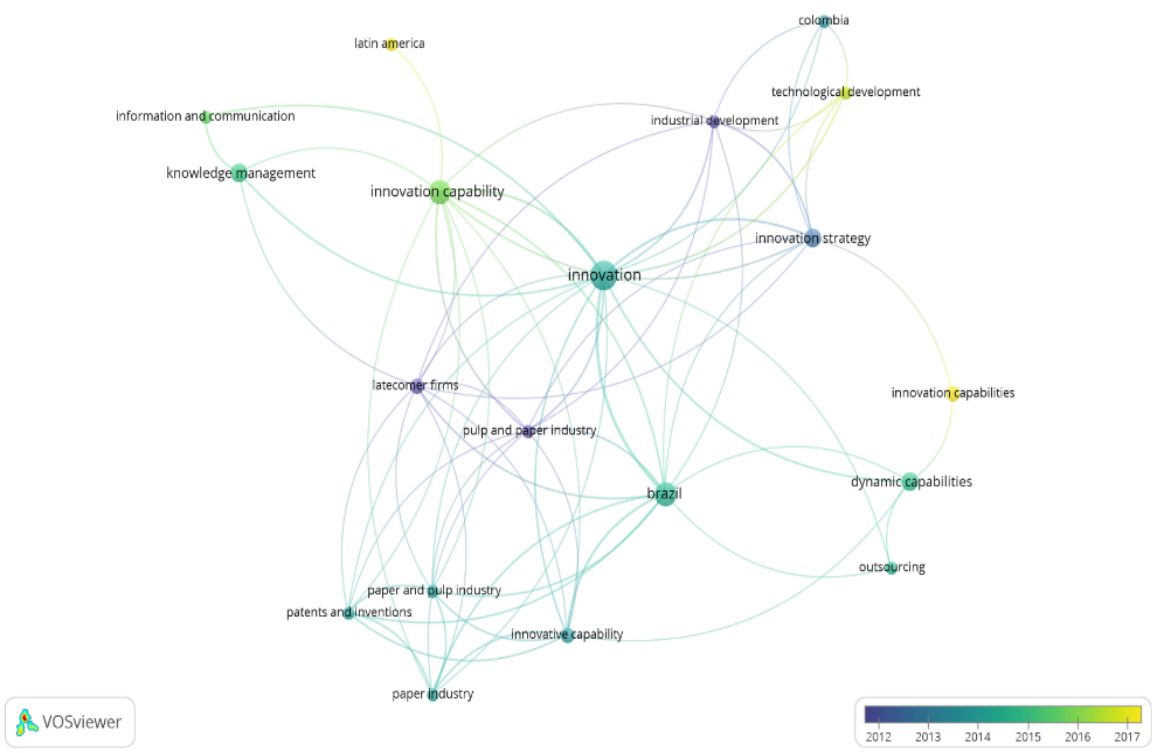 colombia
latin america
technological development
information and communication
industrial development
knowledge management
innovation capability
innovation strategy
innovation
latecomer firms
innovation capabilities
pulp and paper industry
dynamic capabilities
brazil
outsourcing
paper and pulp industry
patents and inventions
innovative capability
paper industry
VOSviewer
2012 2013 2014 2015 2016 2017